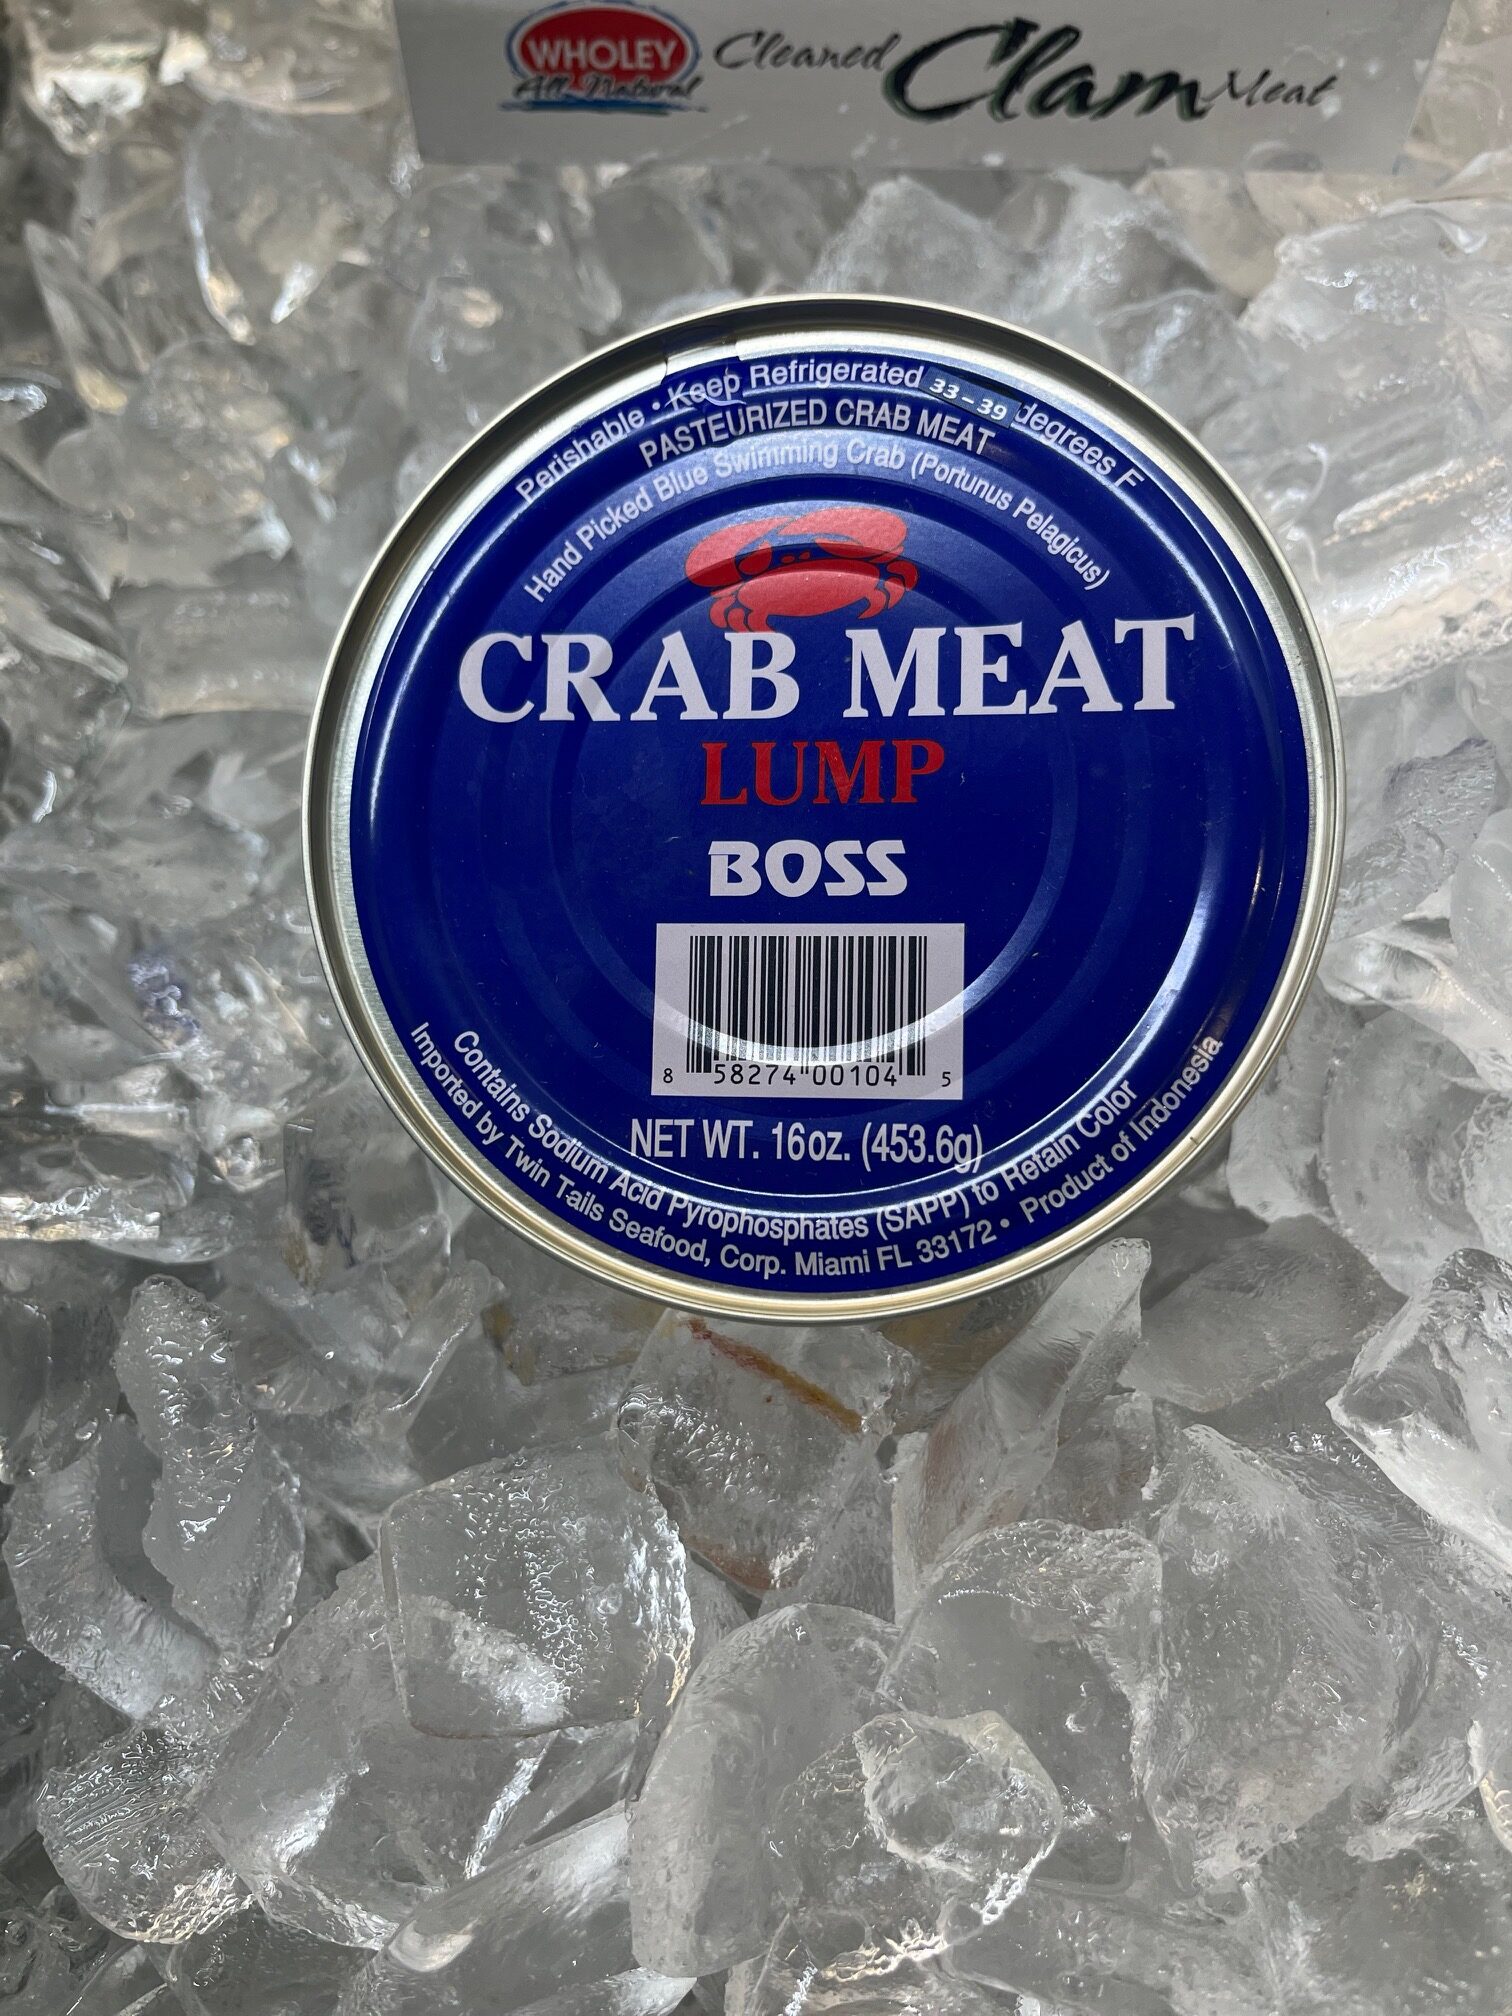 WHOLEY
All Natural
Cleaned Clam Meat
Perishable • Keep Refrigerated 33-39 degrees F
PASTEURIZED CRAB MEAT
Hand Picked Blue Swimming Crab (Portunus Pelagicus)
CRAB MEAT
LUMP
BOSS
8 58274 00104 5
NET WT. 16oz. (453.6g)
Contains Sodium Acid Pyrophosphates (SAPP) to Retain Color
Imported by Twin Tails Seafood, Corp. Miami FL 33172 • Product of Indonesia